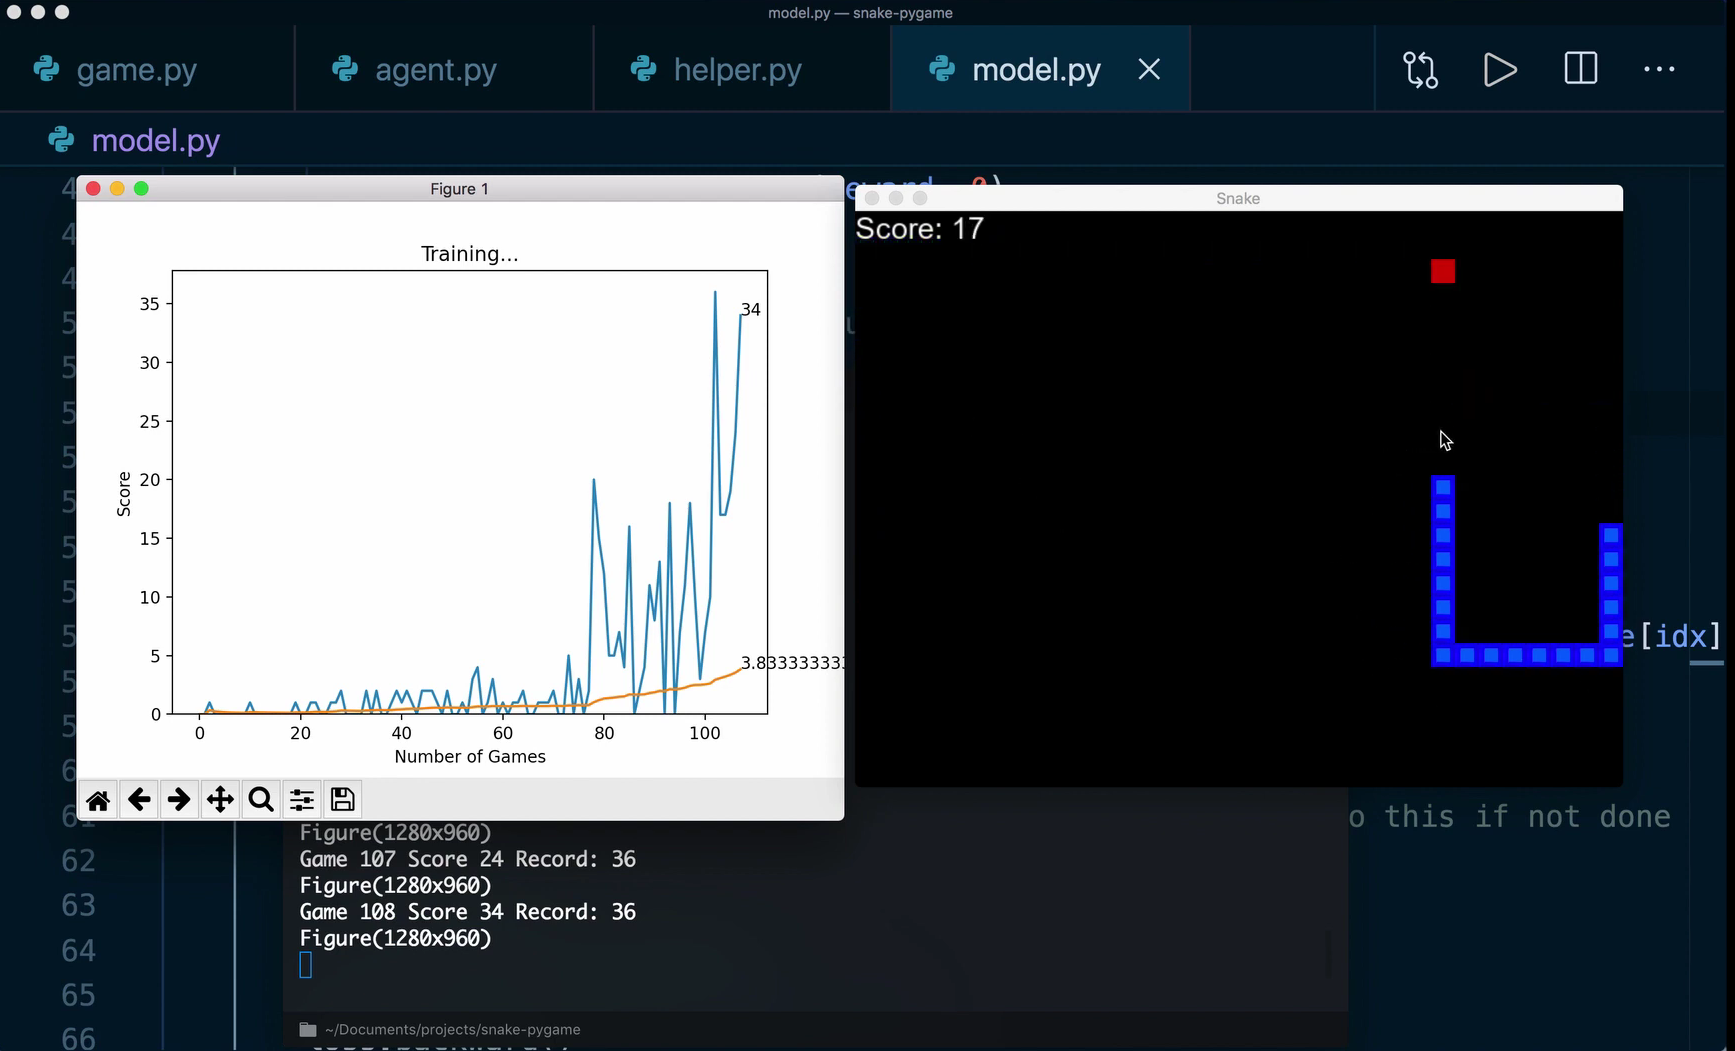 model.py — snake-pygame
game.py
agent.py
helper.py
model.py
model.py
Figure 1
Training...
35
30
25
20
15
10
5
0
Score
0 20 40 60 80 100
Number of Games
34
3.833333333
Snake
Score: 17
e[idx]
o this if not done
Figure(1280x960)
Game 107 Score 24 Record: 36
Figure(1280x960)
Game 108 Score 34 Record: 36
Figure(1280x960)
61
62
63
64
65
66
~/Documents/projects/snake-pygame